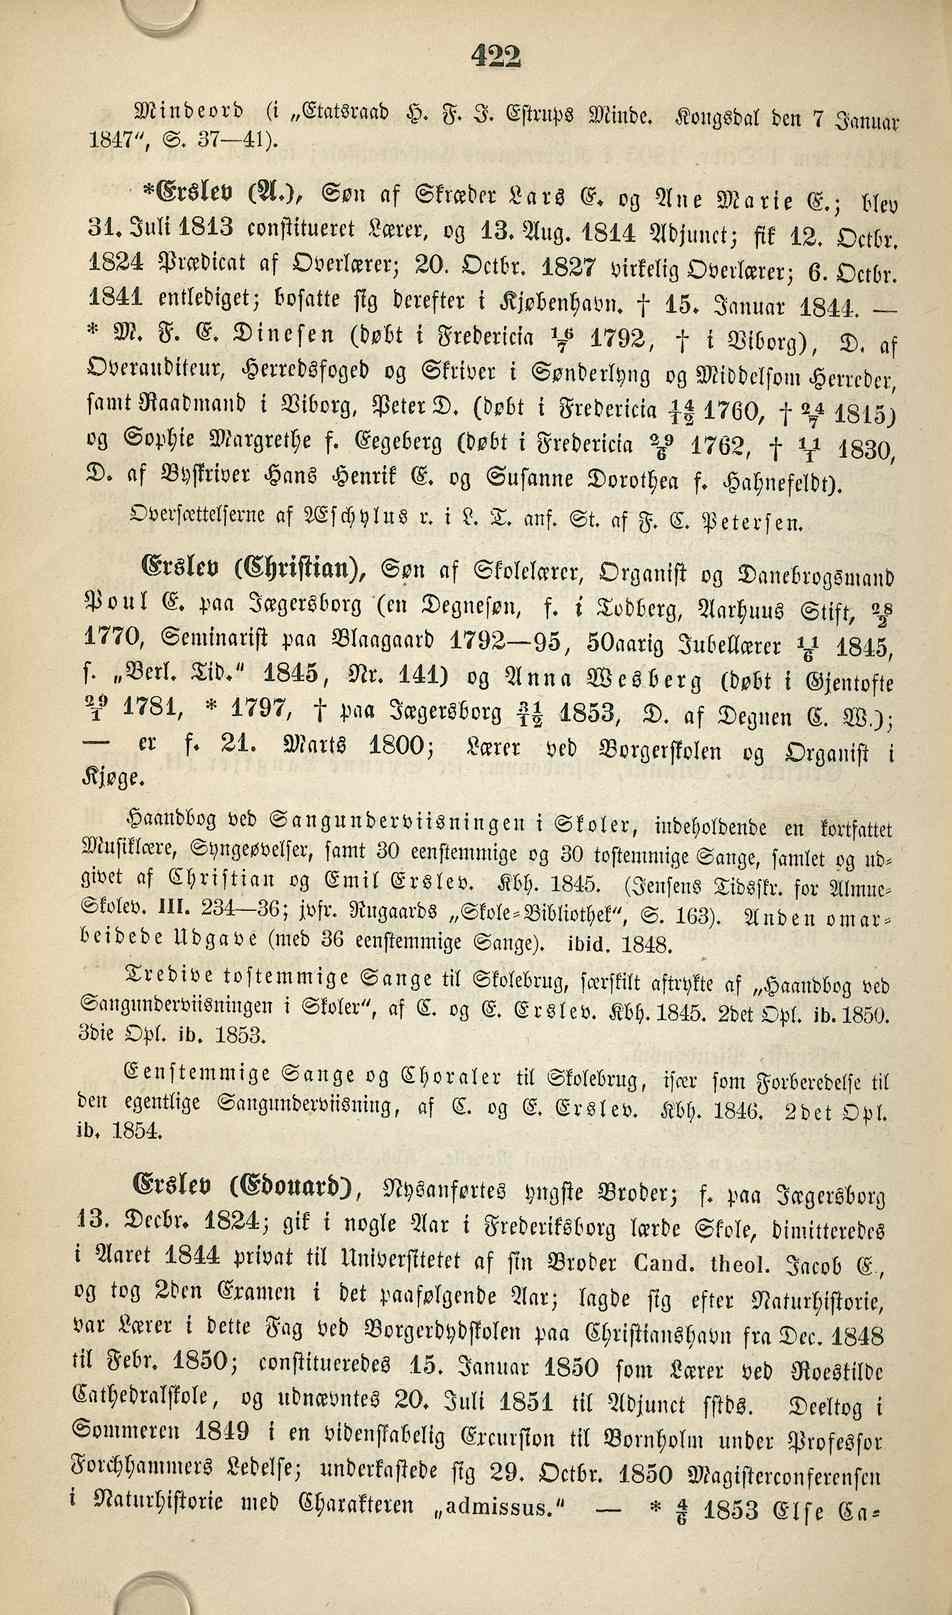 422
Mindeord (i „Etatsraad H. F. J. Estrups Minde. Kongsdal den 7 Januar
1847“, S. 37—41).
*Erslev (A.), Søn af Skræder Lars E. og Ane Marie E.; blev
31. Juli 1813 constitueret Lærer, og 13. Aug. 1814 Adjunct; fik 12. Octbr.
1824 Prædicat af Overlærer; 20. Octbr. 1827 virkelig Overlærer; 6. Octbr.
1841 entlediget; bosatte sig derefter i Kjøbenhavn. † 15. Januar 1844. —
* M. F. E. Dinesen (døbt i Fredericia 16/7 1792, † i Viborg), D. af
Overauditeur, Herredsfoged og Skriver i Sønderlyng og Middelsom Herreder,
samt Raadmand i Viborg, Peter D. (døbt i Fredericia 14/12 1760, † 24/7 1815)
og Sophie Margrethe f. Eegeberg (døbt i Fredericia 29/6 1762, † 11/1 1830,
D. af Byskriver Hans Henrik E. og Susanne Dorothea f. Hahnefeldt).
Oversættelserne af Æschylus r. i L. T. anf. St. af F. C. Petersen.
Erslev (Christian), Søn af Skolelærer, Organist og Danebrogsmand
Poul E. paa Jægersborg (en Degnesøn, f. i Todberg, Aarhuus Stift, 28/2
1770, Seminarist paa Blaagaard 1792—95, 50aarig Jubellærer 11/6 1845,
s. „Berl. Tid.“ 1845, Nr. 141) og Anna Wesberg (døbt i Gjentofte
29/1 1781, * 1797, † paa Jægersborg 31/12 1853, D. af Degnen C. W.);
— er f. 21. Marts 1800; Lærer ved Borgerskolen og Organist i
Kjøge.
Haandbog ved Sangunderviisningen i Skoler, indeholdende en kortfattet
Musiklære, Syngeøvelser, samt 30 eenstemmige og 30 tostemmige Sange, samlet og ud-
givet af Christian og Emil Erslev. Kbh. 1845. (Jensens Tidsskr. for Almue-
Skolev. III. 234—36; jvfr. Rugaards „Skole-Bibliothek“, S. 163). Anden omar-
beidede Udgave (med 36 eenstemmige Sange). ibid. 1848.
Tredive tostemmige Sange til Skolebrug, særskilt aftrykte af „Haandbog ved
Sangunderviisningen i Skoler“, af C. og E. Erslev. Kbh. 1845. 2det Opl. ib. 1850.
3die Opl. ib. 1853.
Eenstemmige Sange og Choraler til Skolebrug, især som Forberedelse til
den egentlige Sangunderviisning, af C. og E. Erslev. Kbh. 1846. 2det Opl.
ib. 1854.
Erslev (Edouard), Nysanførtes yngste Broder; f. paa Jægersborg
13. Decbr. 1824; gik i nogle Aar i Frederiksborg lærde Skole, dimitteredes
i Aaret 1844 privat til Universitetet af sin Broder Cand. theol. Jacob E.,
og tog 2den Examen i det paafølgende Aar; lagde sig efter Naturhistorie,
var Lærer i dette Fag ved Borgerdydskolen paa Christianshavn fra Dec. 1848
til Febr. 1850; constitueredes 15. Januar 1850 som Lærer ved Roeskilde
Cathedralskole, og udnævntes 20. Juli 1851 til Adjunct sstds. Deeltog i
Sommeren 1849 i en videnskabelig Excursion til Bornholm under Professor
Forchhammers Ledelse; underkastede sig 29. Octbr. 1850 Magisterconferensen
i Naturhistorie med Charakteren „admissus.“ — * 4/6 1853 Else Ca-